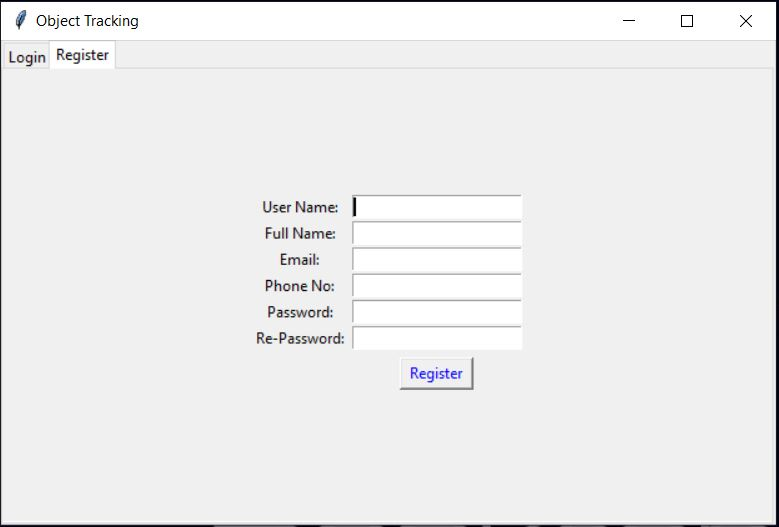 Object Tracking
Login Register
User Name:
Full Name:
Email:
Phone No:
Password:
Re-Password:
Register